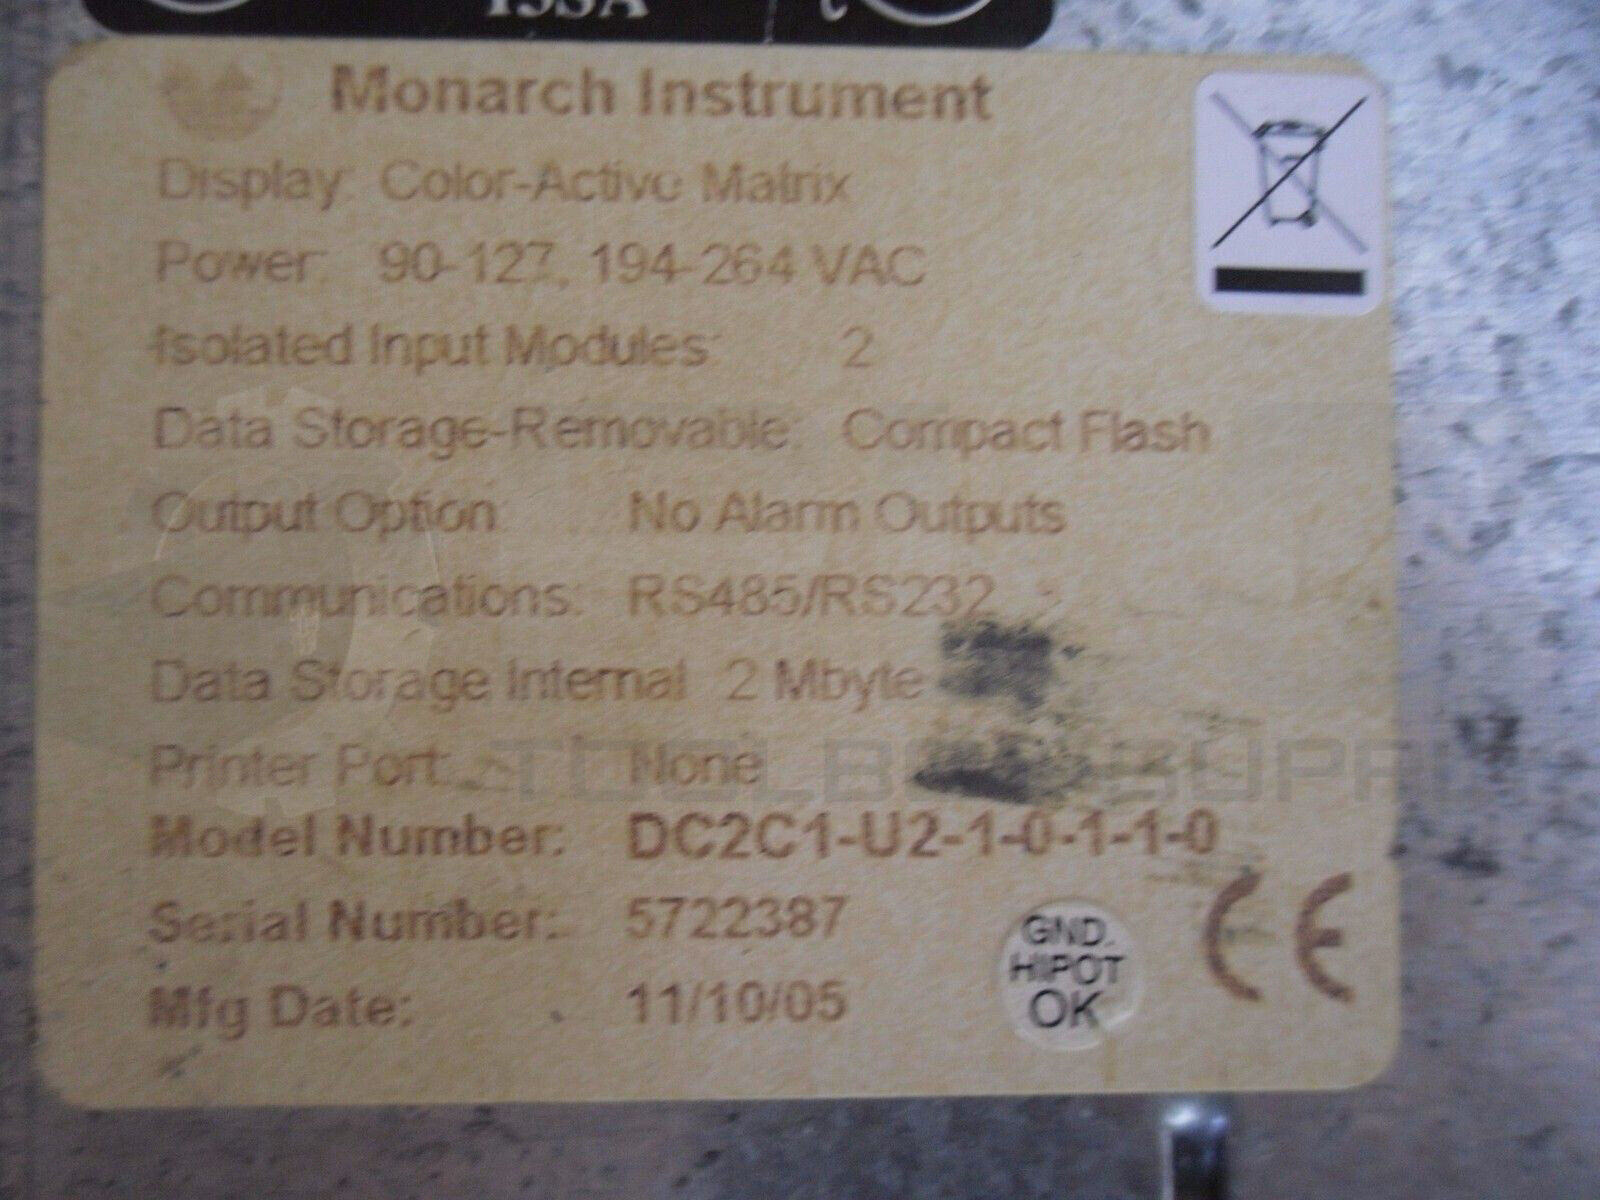 Monarch Instrument
Display: Color-Active Matrix
Power: 90-127, 194-264 VAC
Isolated Input Modules: 2
Data Storage-Removable: Compact Flash
Output Option: No Alarm Outputs
Communications: RS485/RS232
Data Storage Internal 2 Mbyte
Printer Port: None
TOOLBOX SUPPLY
Model Number: DC2C1-U2-1-0-1-1-0
Serial Number: 5722387
Mfg Date: 11/10/05
GND.
HIPOT
OK
CE